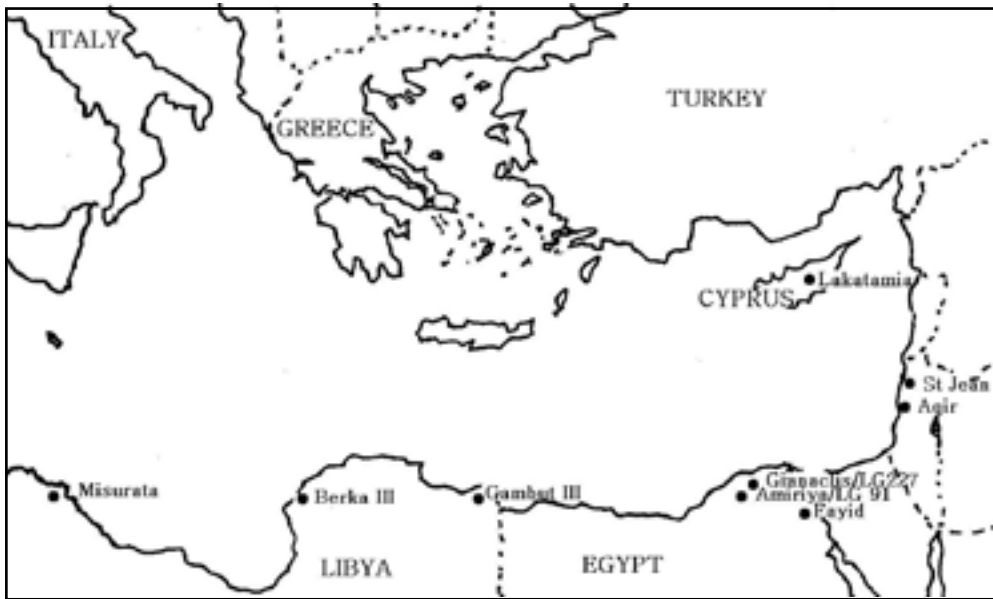 ITALY
TURKEY
GREECE
Lakatamia
CYPRUS
St Jean
Aqir
Gianaclis/LG227
Misurata
Berka III
Gambut III
Amiriya/LG 91
Fayid
LIBYA
EGYPT